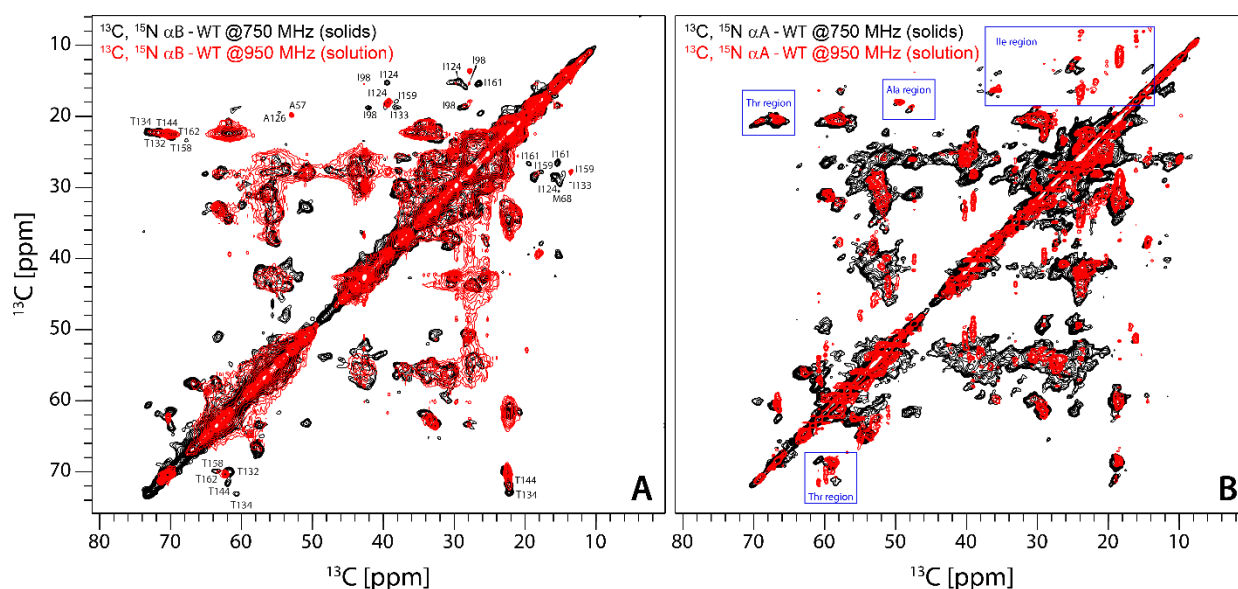 ¹³C, ¹⁵N αB - WT @750 MHz (solids)
¹³C, ¹⁵N αB - WT @950 MHz (solution)
I98
I124
I124
I98
I161
I124
I159
I98
I133
I98
A57
A126
T134
T144
T162
T132
T158
I161
I161
I159
I159
I124
I133
M68
T158
T132
T162
T144
T134
T144
T134
A
10
20
30
40
50
60
70
¹³C [ppm]
80
70
60
50
40
30
20
10
¹³C [ppm]
¹³C, ¹⁵N αA - WT @750 MHz (solids)
¹³C, ¹⁵N αA - WT @950 MHz (solution)
Ile region
Thr region
Ala region
Thr region
B
80
70
60
50
40
30
20
10
¹³C [ppm]